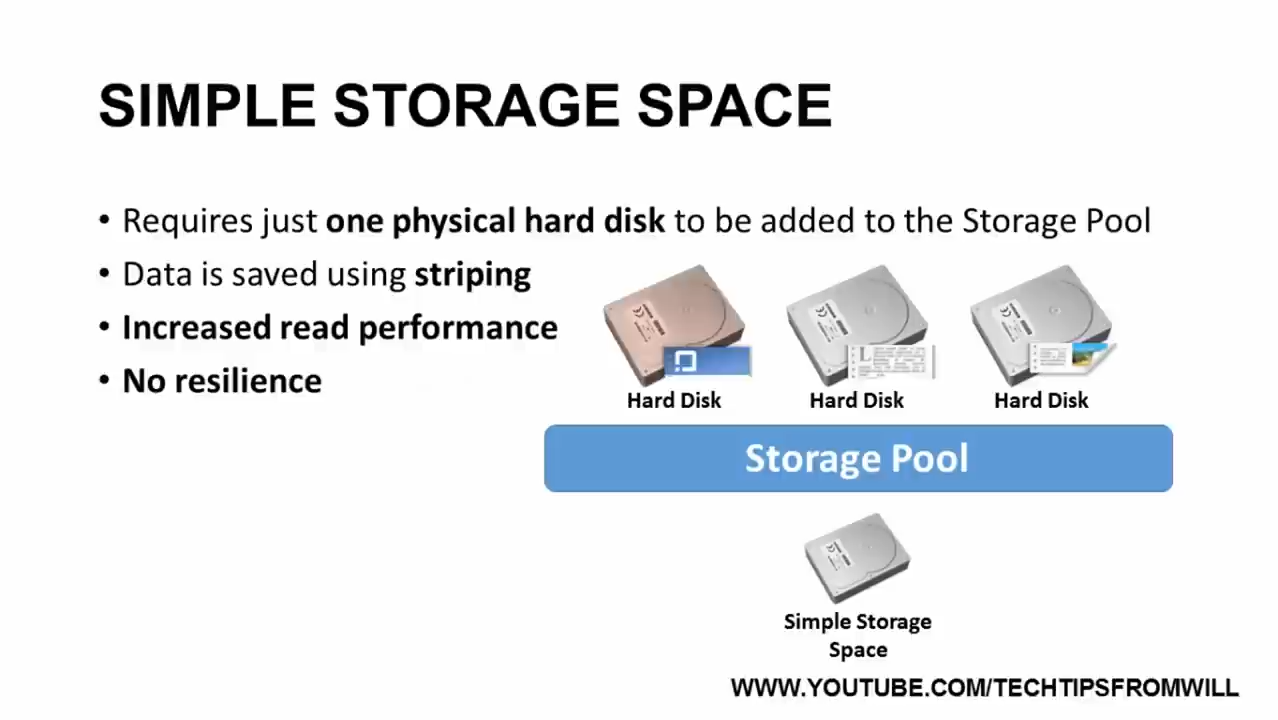 SIMPLE STORAGE SPACE
• Requires just one physical hard disk to be added to the Storage Pool
• Data is saved using striping
• Increased read performance
• No resilience
Hard Disk
Hard Disk
Hard Disk
Storage Pool
Simple Storage
Space
WWW.YOUTUBE.COM/TECHTIPSFROMWILL